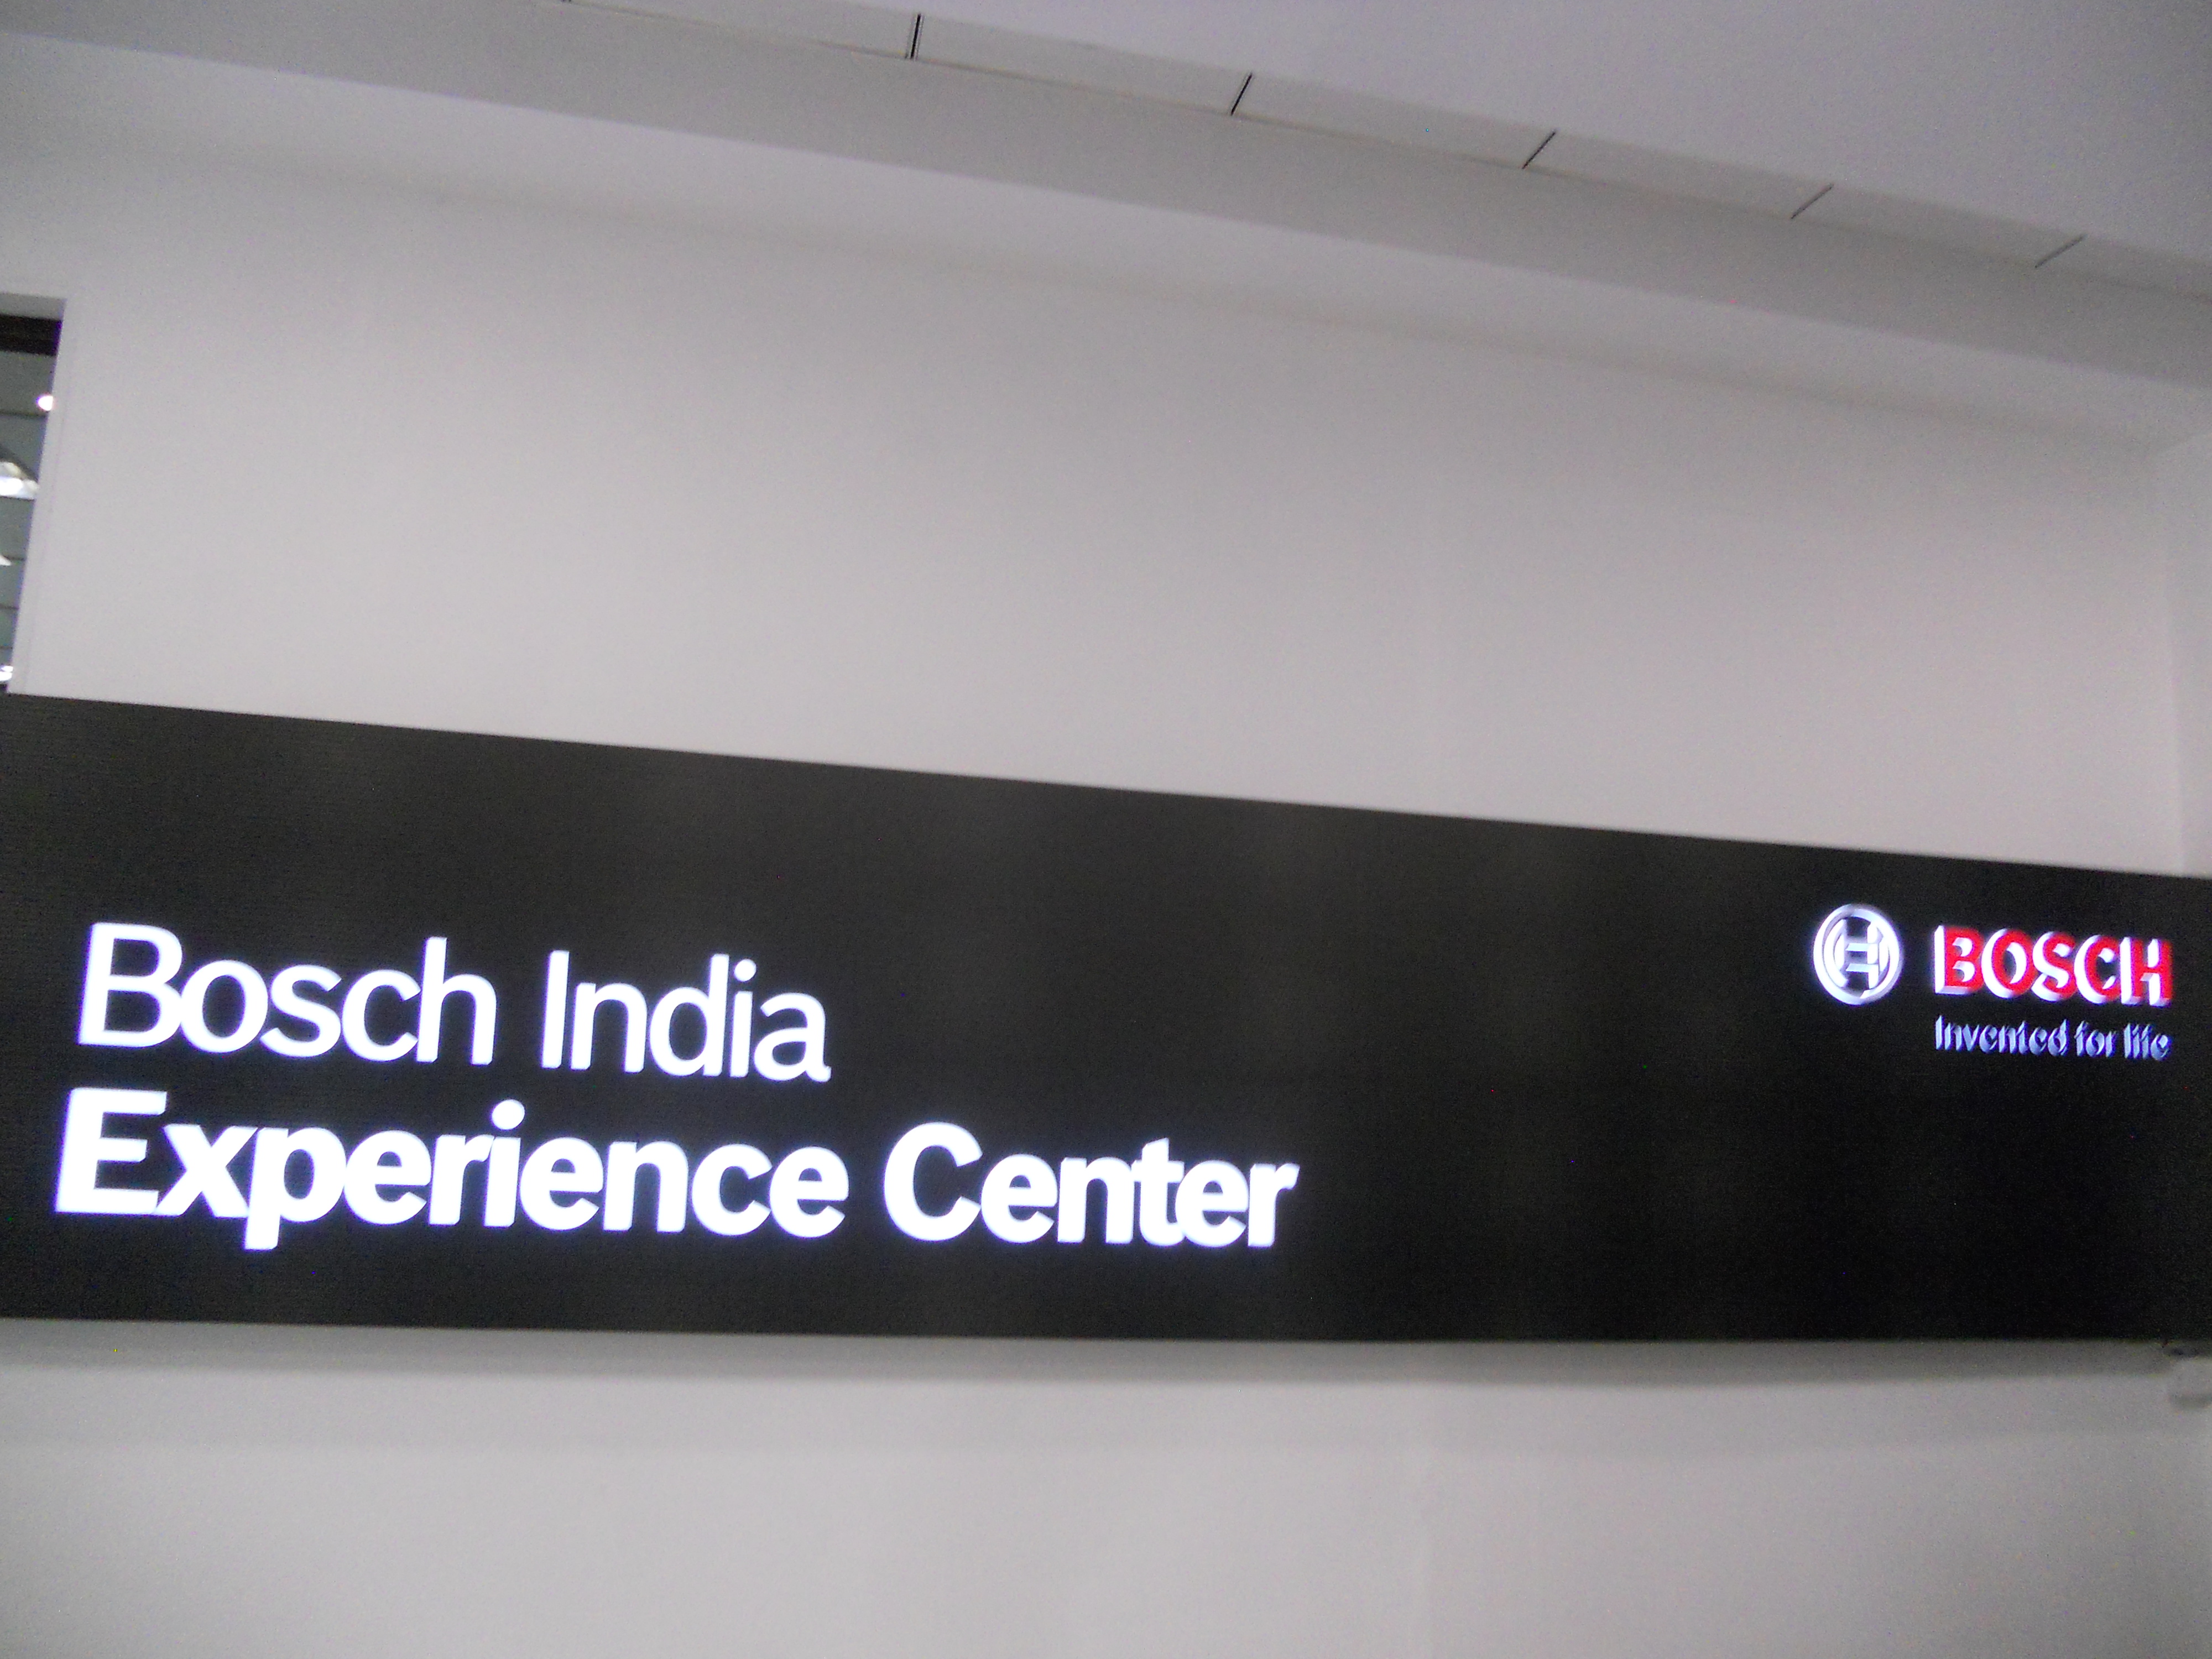 Bosch India
Experience Center
BOSCH
Invented for life